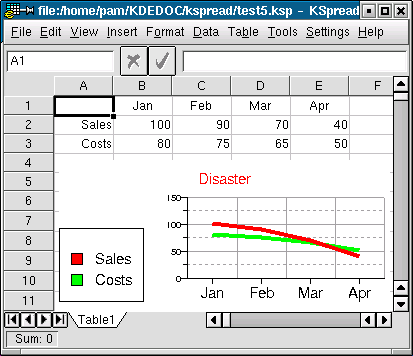 file:/home/pam/KDEDOC/kspread/test5.ksp - KSpread
File Edit View Insert Format Data Table Tools Settings Help
A1
A B C D E F
1 Jan Feb Mar Apr
2 Sales 100 90 70 40
3 Costs 80 75 65 50
4
5
6
7
8
9
10
11
Disaster
150
100
50
0
Jan Feb Mar Apr
Sales
Costs
Table1
Sum: 0